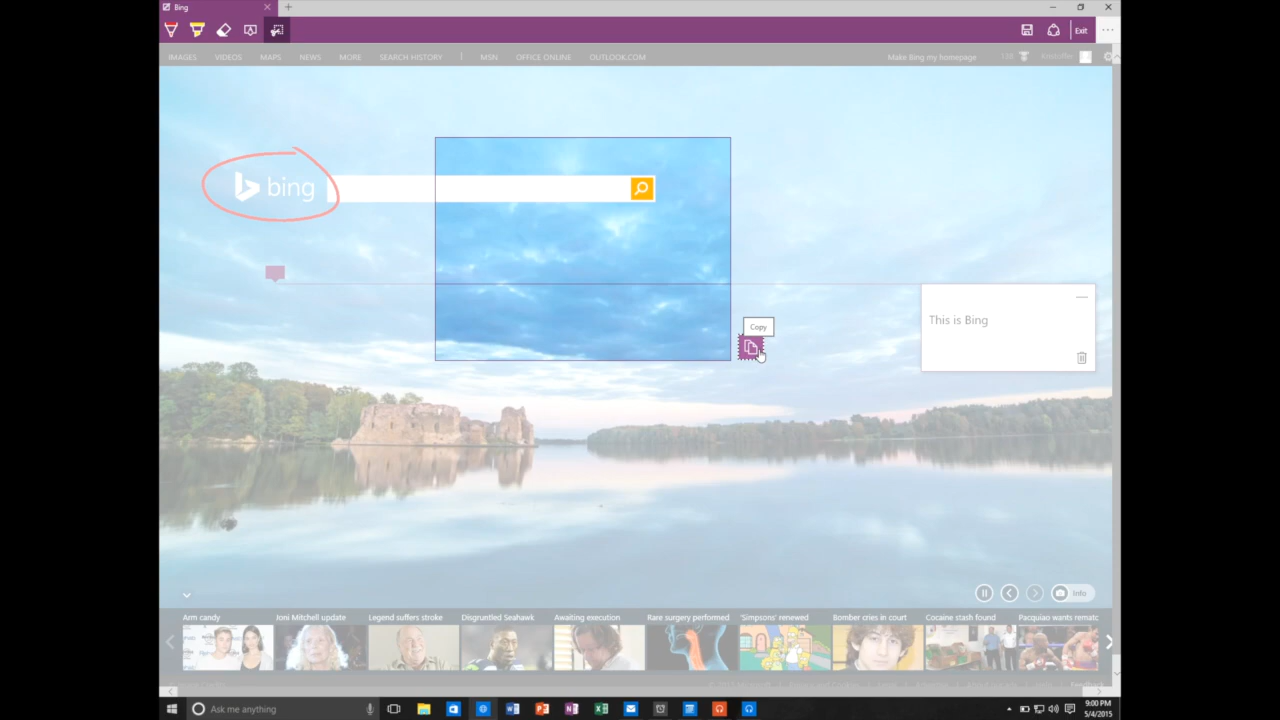 Bing
Exit
IMAGES VIDEOS MAPS NEWS MORE SEARCH HISTORY MSN OFFICE ONLINE OUTLOOK.COM Make Bing my homepage
bing
This is Bing
Copy
Info
Arm candy Joni Mitchell update Legend suffers stroke Disgruntled Seahawk Awaiting execution Rare surgery performed 'Simpsons' renewed Bomber cries in court Cocaine stash found Pacquiao wants rematc
Ask me anything
9:00 PM
5/4/2015